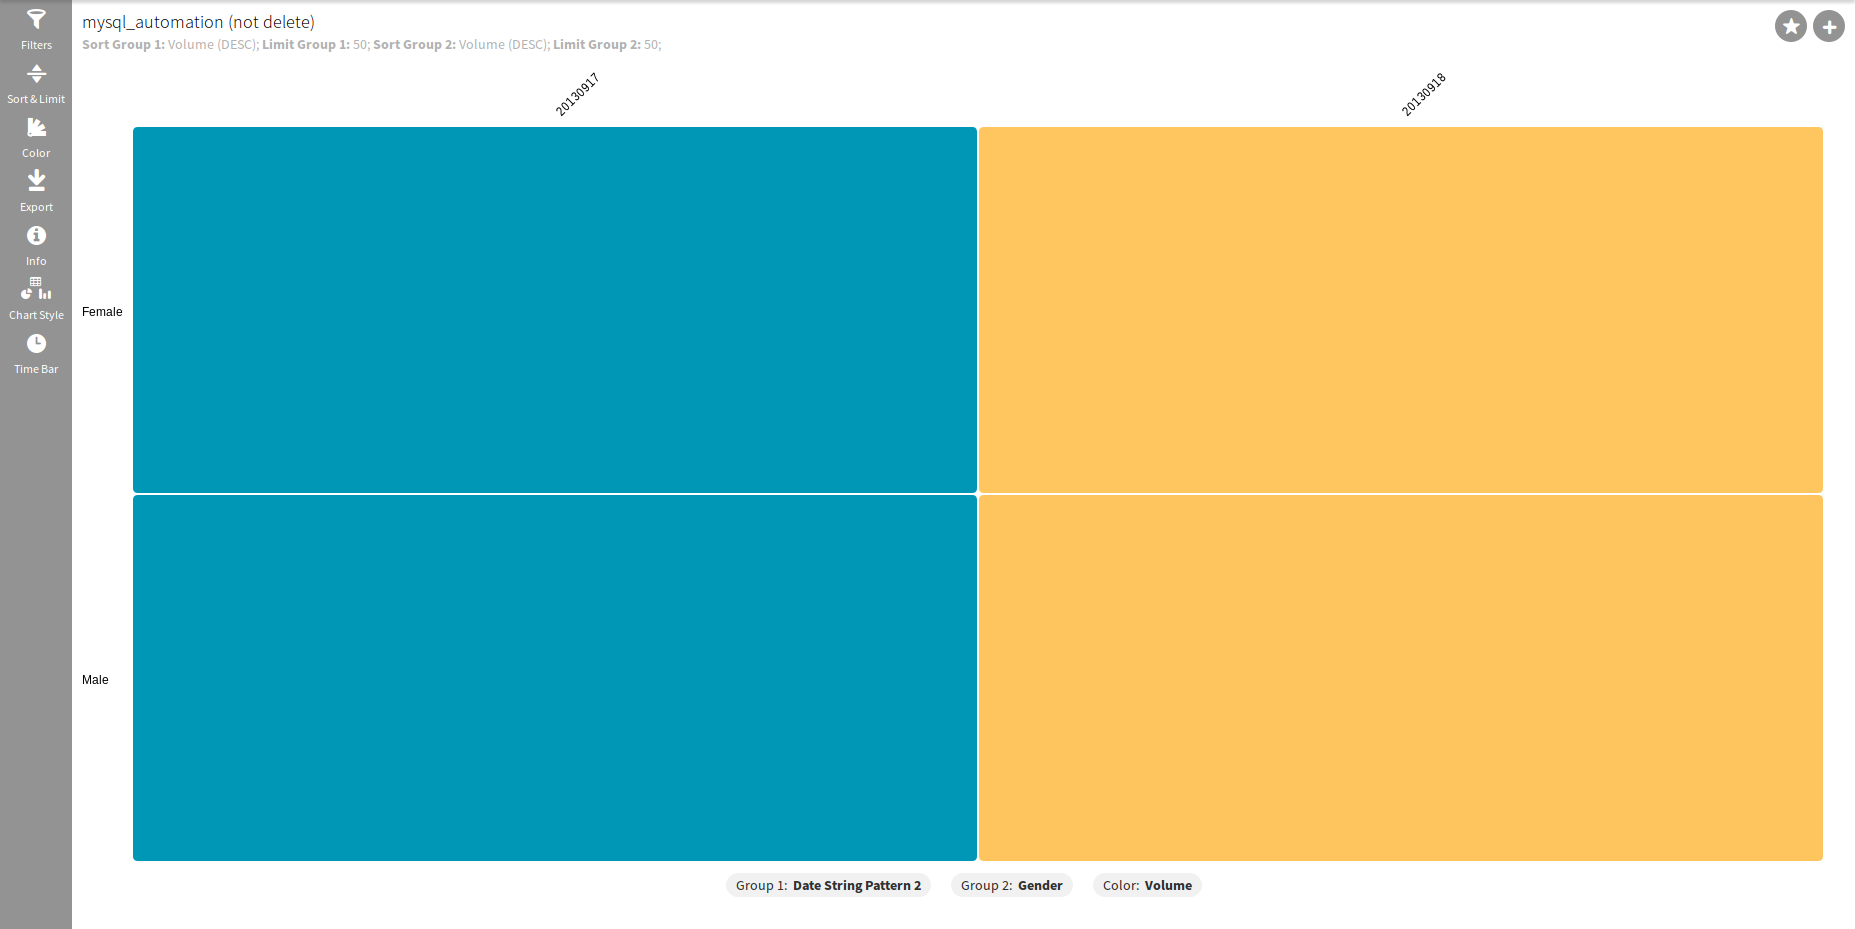 Filters
Sort & Limit
Color
Export
Info
Chart Style
Time Bar
mysql_automation (not delete)
Sort Group 1: Volume (DESC); Limit Group 1: 50; Sort Group 2: Volume (DESC); Limit Group 2: 50;
20130917
20130918
Female
Male
Group 1: Date String Pattern 2
Group 2: Gender
Color: Volume